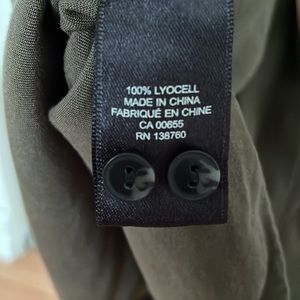 100% LYOCELL
MADE IN CHINA
FABRIQUÉ EN CHINE
CA 00655
RN 138760